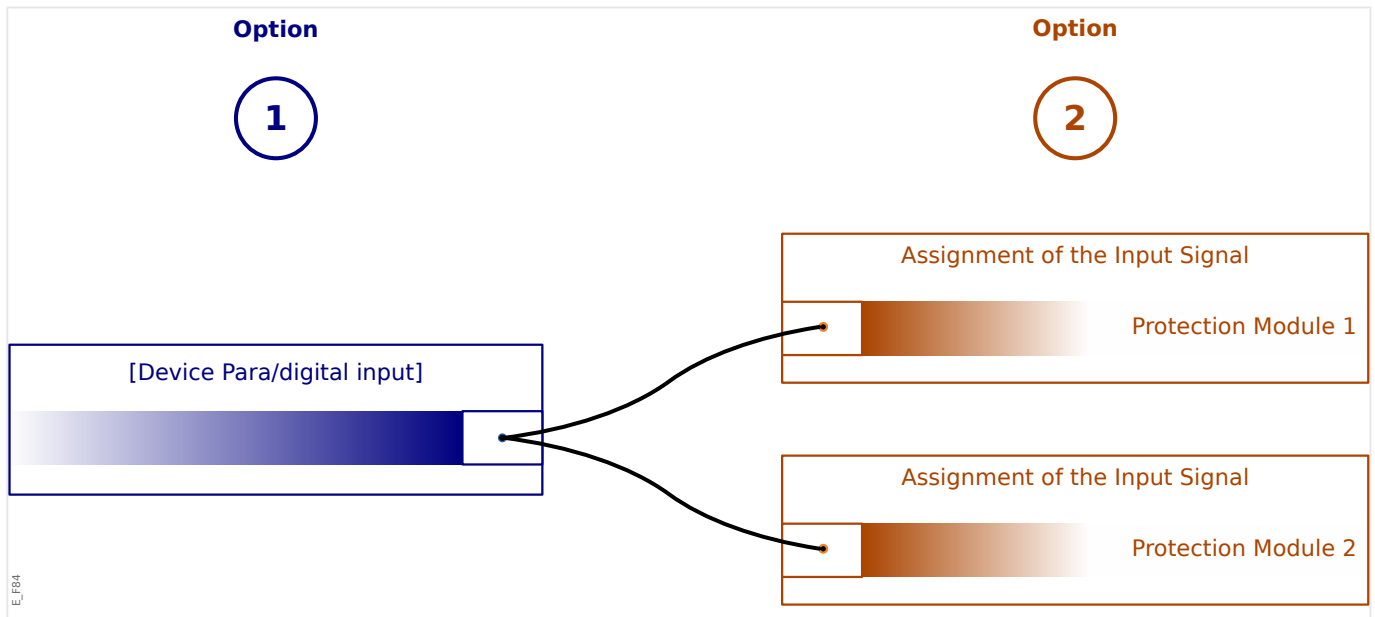 Option
1
Option
2
[Device Para/digital input]
Assignment of the Input Signal
Protection Module 1
Assignment of the Input Signal
Protection Module 2
E_F84